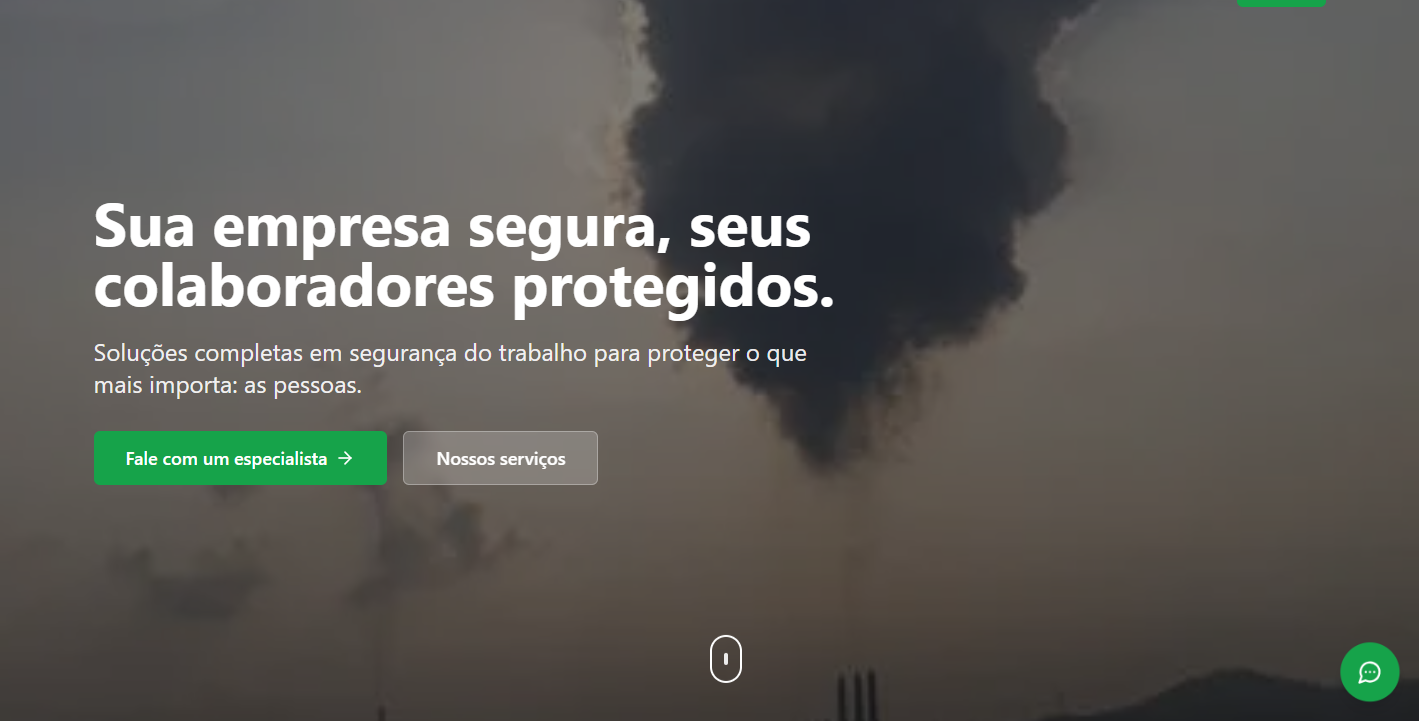 Sua empresa segura, seus
colaboradores protegidos.
Soluções completas em segurança do trabalho para proteger o que
mais importa: as pessoas.
Fale com um especialista →
Nossos serviços